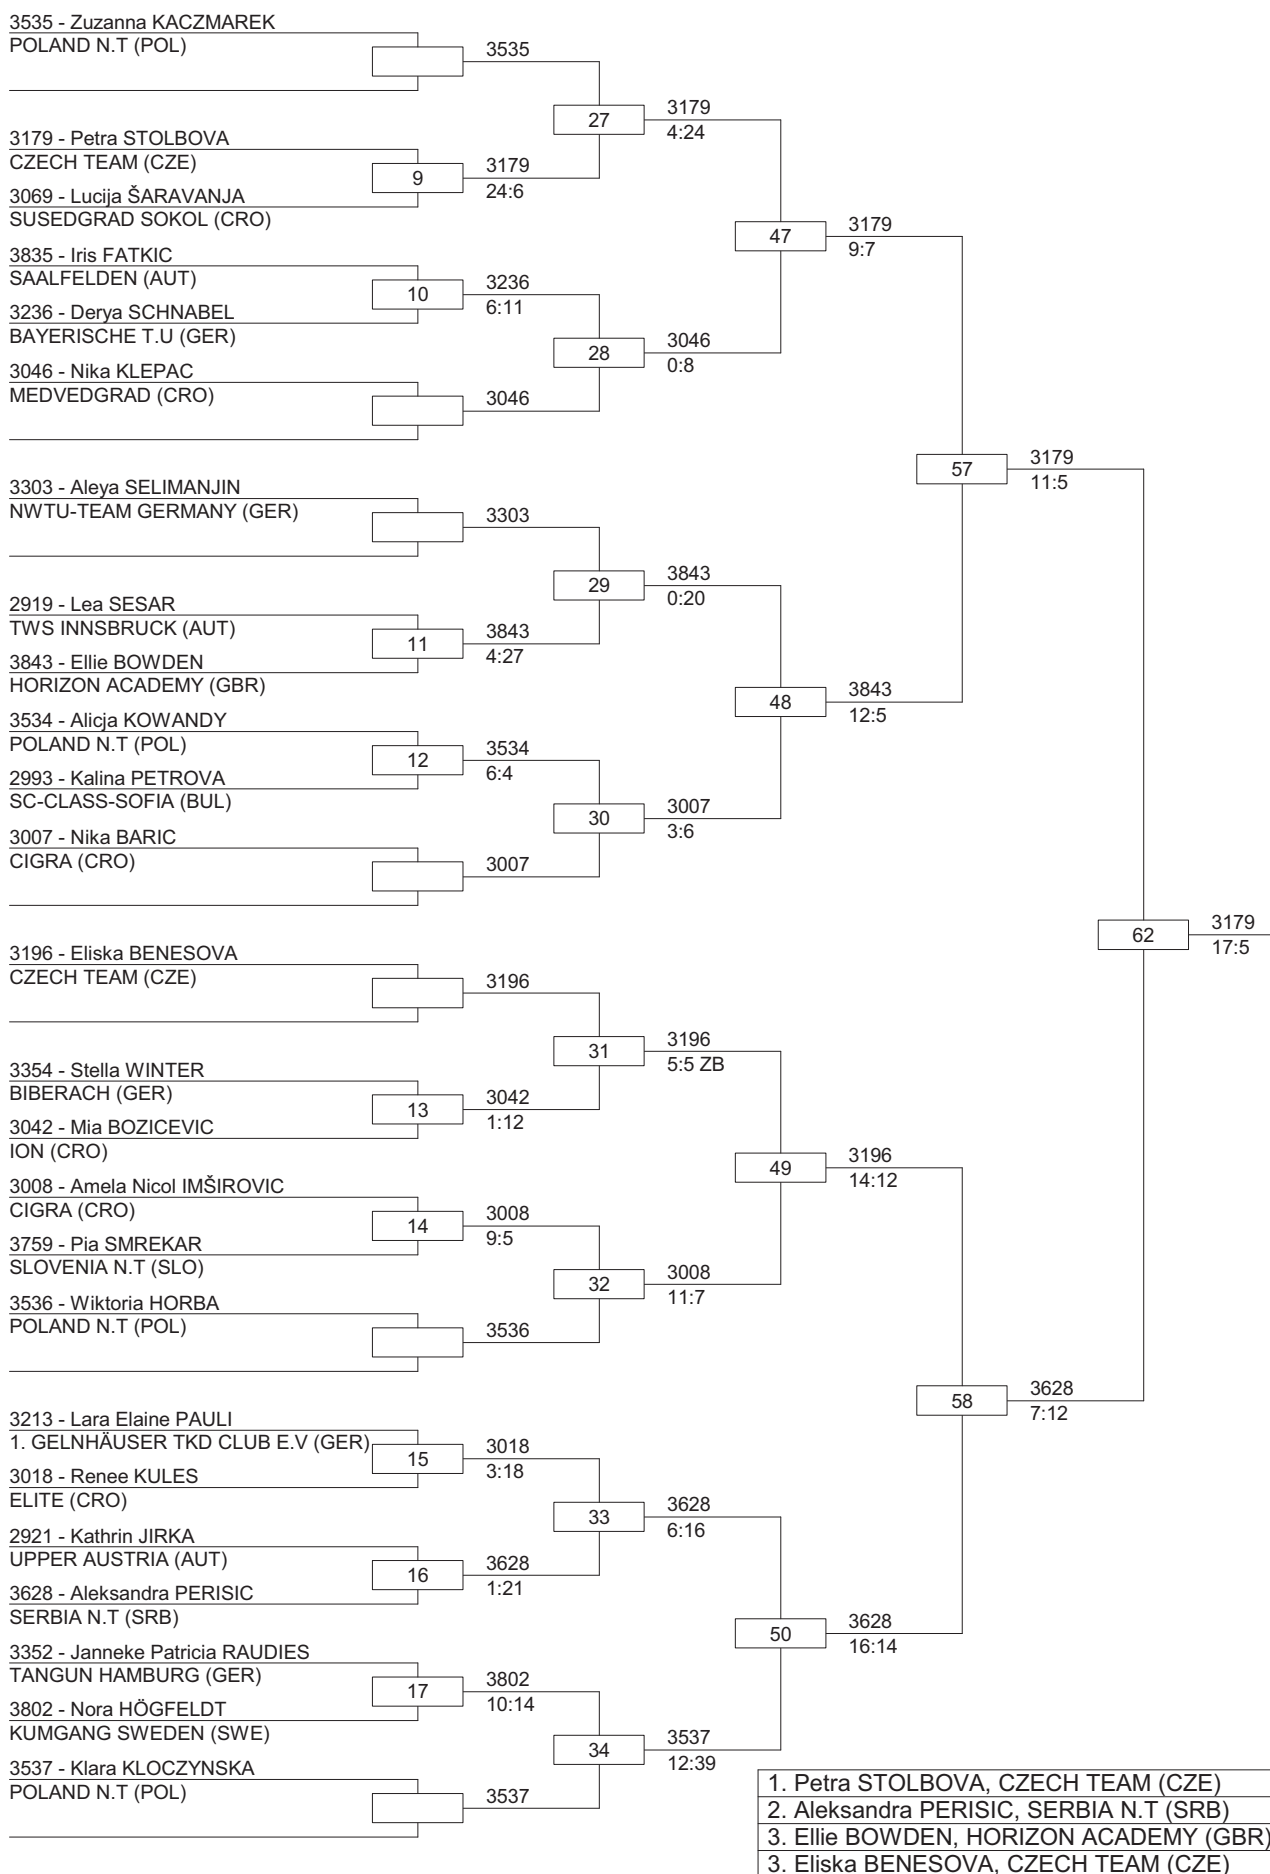 3535 - Zuzanna KACZMAREK
POLAND N.T (POL)
3535
27
3179
4:24
3179 - Petra STOLBOVA
CZECH TEAM (CZE)
9
3179
24:6
3069 - Lucija ŠARAVANJA
SUSEDGRAD SOKOL (CRO)
47
3179
9:7
3835 - Iris FATKIC
SAALFELDEN (AUT)
10
3236
6:11
3236 - Derya SCHNABEL
BAYERISCHE T.U (GER)
28
3046
0:8
3046 - Nika KLEPAC
MEDVEDGRAD (CRO)
3046
57
3179
11:5
3303 - Aleya SELIMANJIN
NWTU-TEAM GERMANY (GER)
3303
29
3843
0:20
2919 - Lea SESAR
TWS INNSBRUCK (AUT)
11
3843
4:27
3843 - Ellie BOWDEN
HORIZON ACADEMY (GBR)
48
3843
12:5
3534 - Alicja KOWANDY
POLAND N.T (POL)
12
3534
6:4
2993 - Kalina PETROVA
SC-CLASS-SOFIA (BUL)
30
3007
3:6
3007 - Nika BARIC
CIGRA (CRO)
3007
62
3179
17:5
3196 - Eliska BENESOVA
CZECH TEAM (CZE)
3196
31
3196
5:5 ZB
3354 - Stella WINTER
BIBERACH (GER)
13
3042
1:12
3042 - Mia BOZICEVIC
ION (CRO)
49
3196
14:12
3008 - Amela Nicol IMŠIROVIC
CIGRA (CRO)
14
3008
9:5
3759 - Pia SMREKAR
SLOVENIA N.T (SLO)
32
3008
11:7
3536 - Wiktoria HORBA
POLAND N.T (POL)
3536
58
3628
7:12
3213 - Lara Elaine PAULI
1. GELNHÄUSER TKD CLUB E.V (GER)
15
3018
3:18
3018 - Renee KULES
ELITE (CRO)
33
3628
6:16
2921 - Kathrin JIRKA
UPPER AUSTRIA (AUT)
16
3628
1:21
3628 - Aleksandra PERISIC
SERBIA N.T (SRB)
50
3628
16:14
3352 - Janneke Patricia RAUDIES
TANGUN HAMBURG (GER)
17
3802
10:14
3802 - Nora HÖGFELDT
KUMGANG SWEDEN (SWE)
34
3537
12:39
3537 - Klara KLOCZYNSKA
POLAND N.T (POL)
3537
1. Petra STOLBOVA, CZECH TEAM (CZE)
2. Aleksandra PERISIC, SERBIA N.T (SRB)
3. Ellie BOWDEN, HORIZON ACADEMY (GBR)
3. Eliska BENESOVA, CZECH TEAM (CZE)